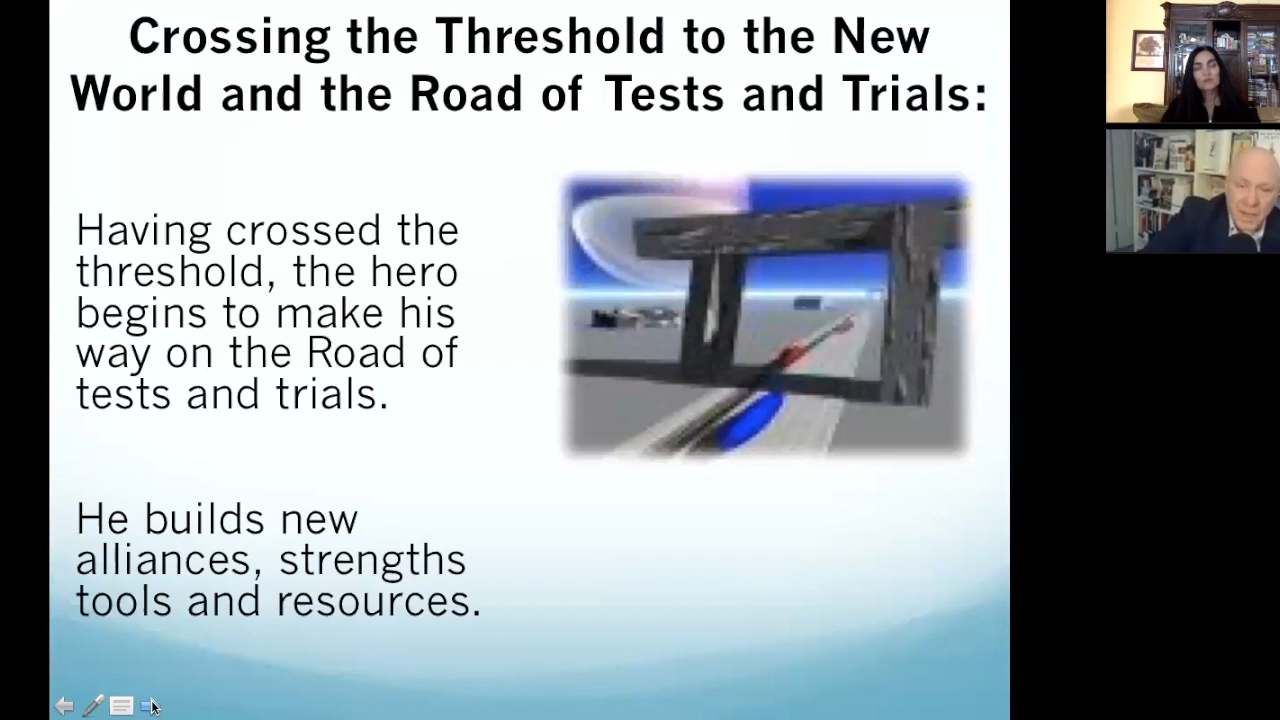 Crossing the Threshold to the New
World and the Road of Tests and Trials:
Having crossed the
threshold, the hero
begins to make his
way on the Road of
tests and trials.
He builds new
alliances, strengths
tools and resources.